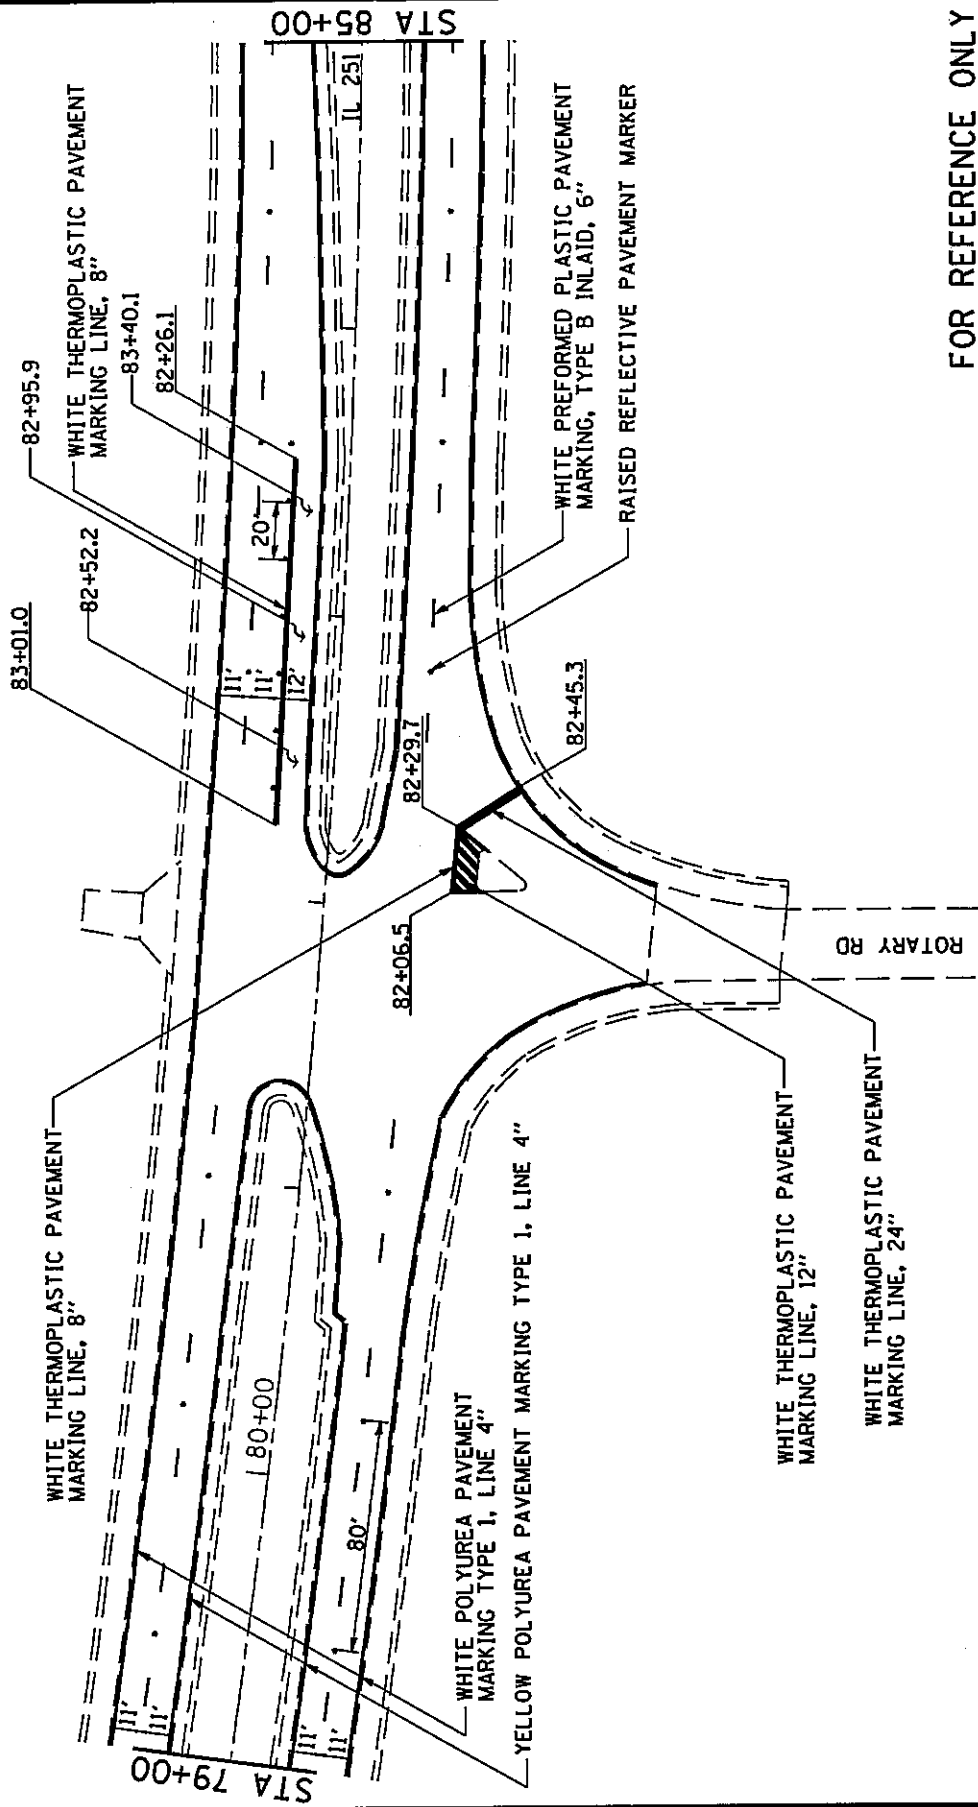 STA 85+00
IL 251
82+95.9
WHITE THERMOPLASTIC PAVEMENT
MARKING LINE, 8"
83+40.1
82+26.1
83+01.0
82+52.2
20'
11'
11'
12'
WHITE PREFORMED PLASTIC PAVEMENT
MARKING, TYPE B INLAID, 6"
RAISED REFLECTIVE PAVEMENT MARKER
82+29.7
82+45.3
82+06.5
ROTARY RD
WHITE THERMOPLASTIC PAVEMENT
MARKING LINE, 8"
180+00
80'
WHITE POLYUREA PAVEMENT
MARKING TYPE 1, LINE 4"
YELLOW POLYUREA PAVEMENT MARKING TYPE 1, LINE 4"
WHITE THERMOPLASTIC PAVEMENT
MARKING LINE, 12"
WHITE THERMOPLASTIC PAVEMENT
MARKING LINE, 24"
11'
11'
11'
11'
STA 79+00
FOR REFERENCE ONLY